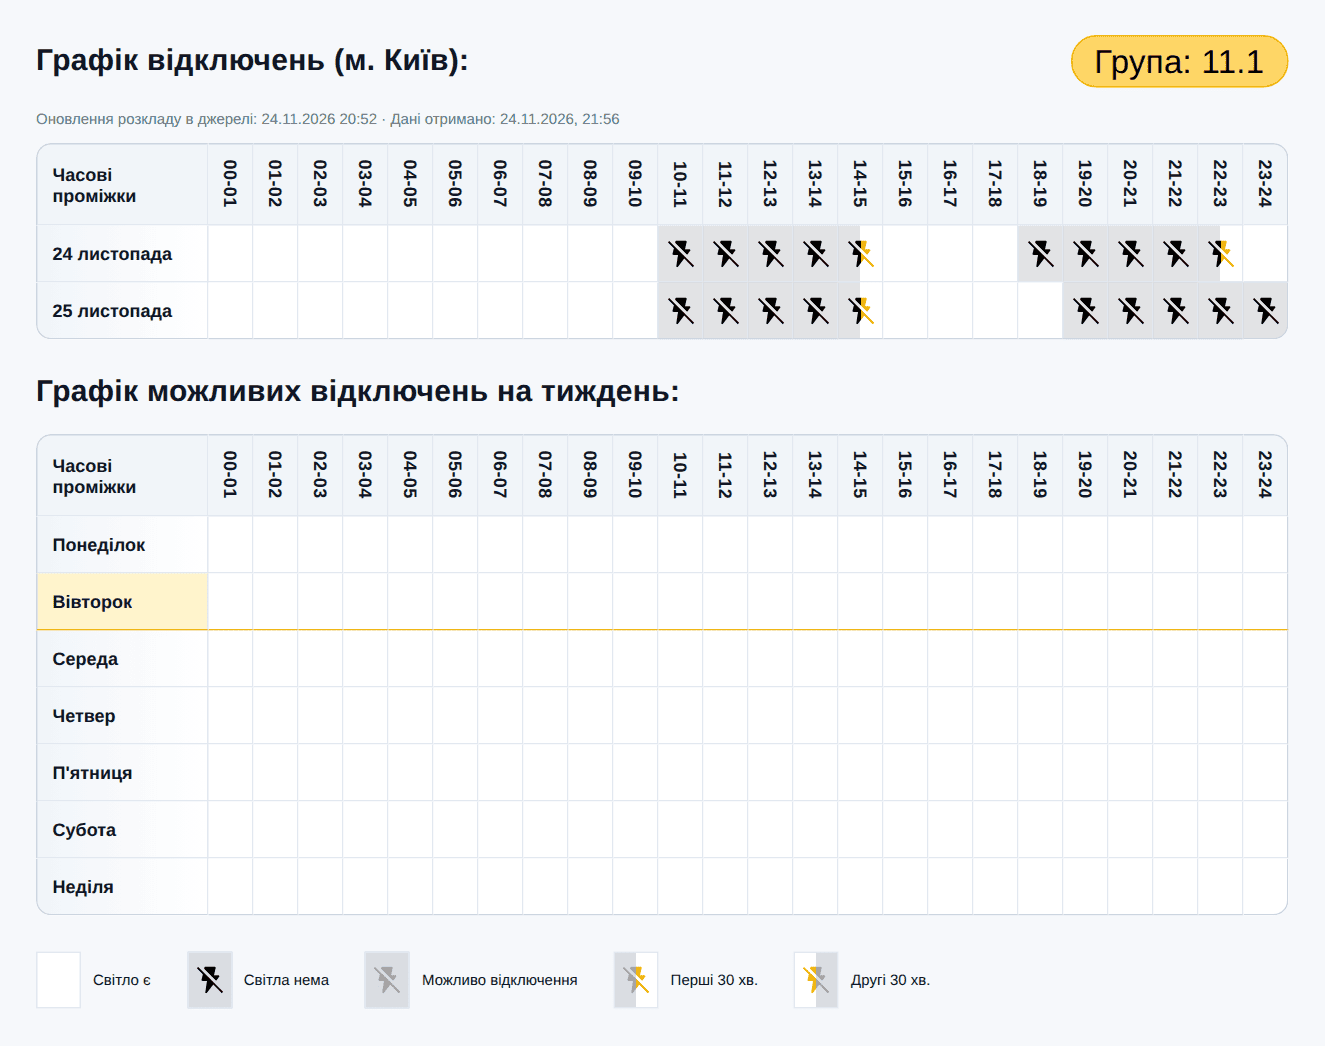 Графік відключень (м. Київ):
Група: 11.1
Оновлення розкладу в джерелі: 24.11.2026 20:52 · Дані отримано: 24.11.2026, 21:56
Часові проміжки 00-01 01-02 02-03 03-04 04-05 05-06 06-07 07-08 08-09 09-10 10-11 11-12 12-13 13-14 14-15 15-16 16-17 17-18 18-19 19-20 20-21 21-22 22-23 23-24
24 листопада
25 листопада
Графік можливих відключень на тиждень:
Часові проміжки 00-01 01-02 02-03 03-04 04-05 05-06 06-07 07-08 08-09 09-10 10-11 11-12 12-13 13-14 14-15 15-16 16-17 17-18 18-19 19-20 20-21 21-22 22-23 23-24
Понеділок
Вівторок
Середа
Четвер
П'ятниця
Субота
Неділя
Світло є Світла нема Можливо відключення Перші 30 хв. Другі 30 хв.